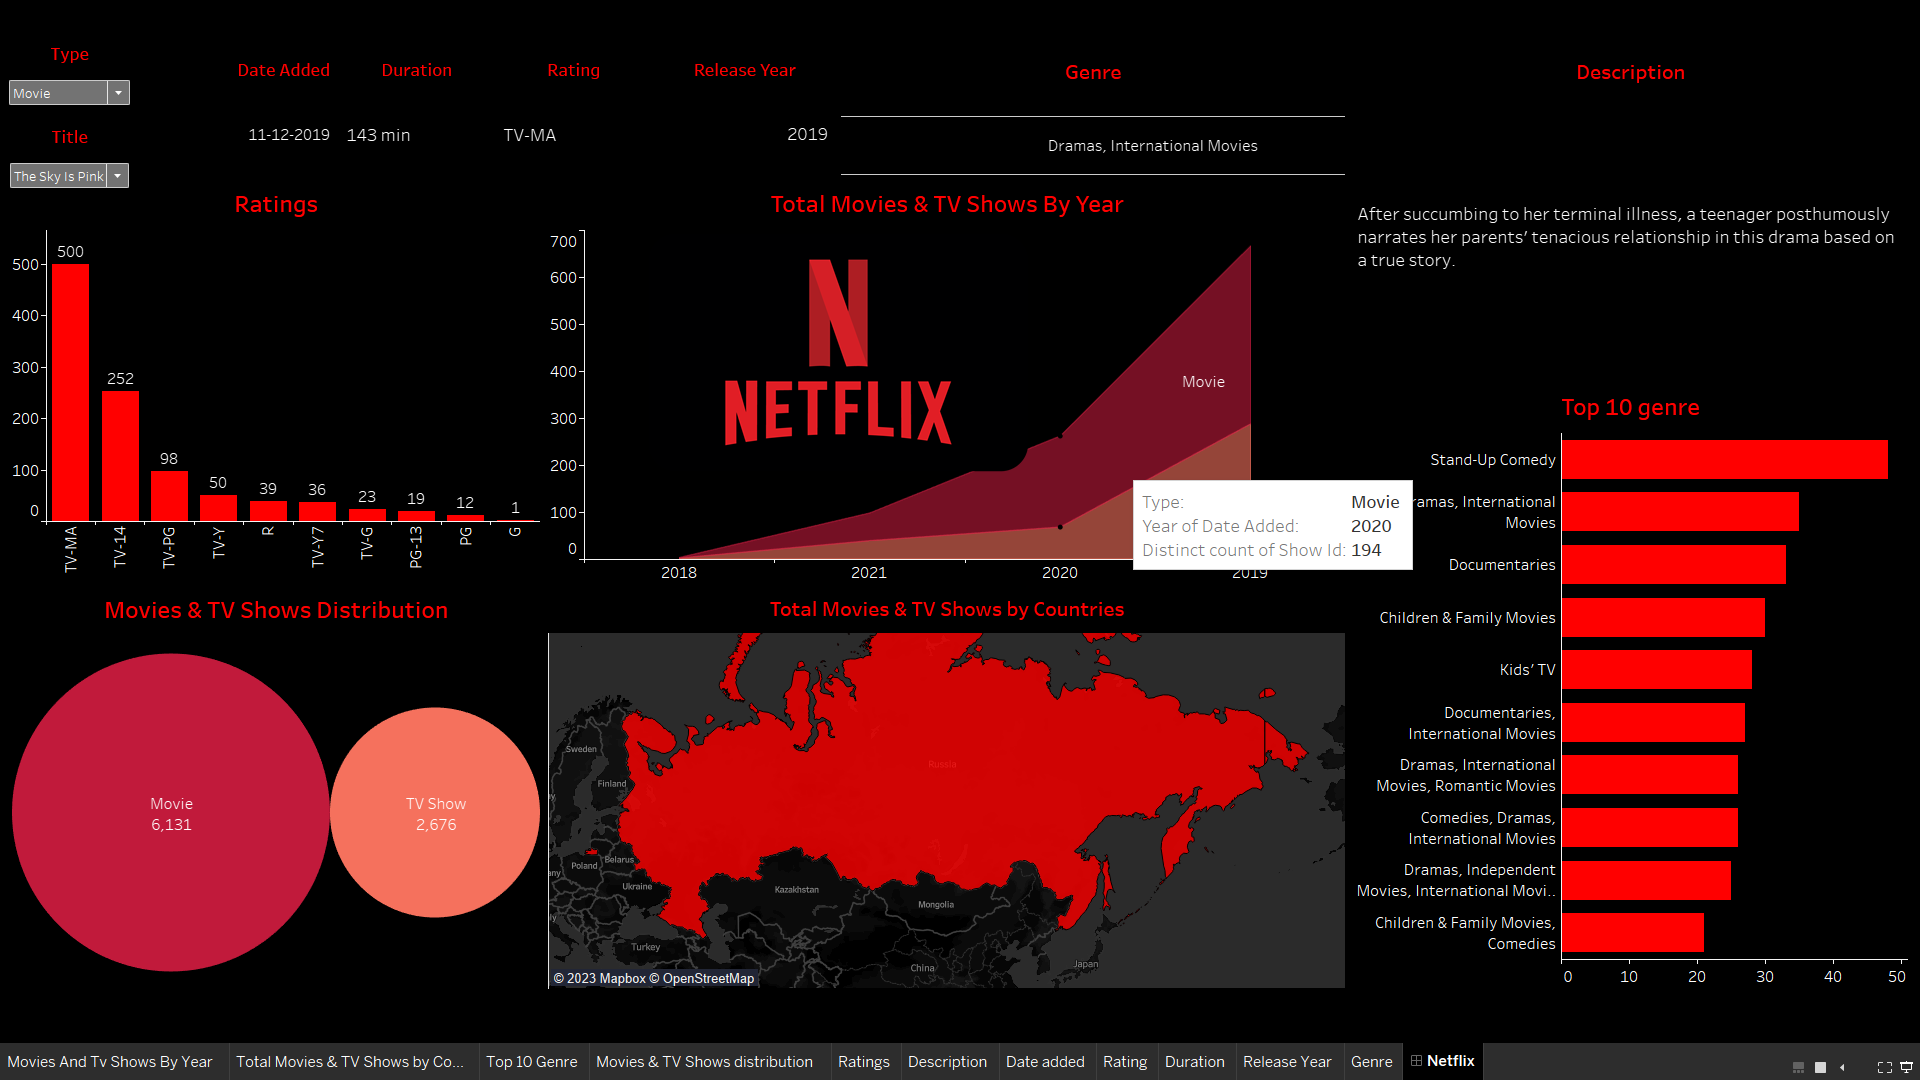 Type
Movie
Title
The Sky Is Pink
Date Added
Duration
Rating
Release Year
Genre
Description
11-12-2019
143 min
TV-MA
2019
Dramas, International Movies
After succumbing to her terminal illness, a teenager posthumously
narrates her parents’ tenacious relationship in this drama based on
a true story.
Ratings
500
400
300
200
100
0
500
252
98
50
39
36
23
19
12
1
TV-MA
TV-14
TV-PG
TV-Y
R
TV-Y7
TV-G
PG-13
PG
G
Total Movies & TV Shows By Year
700
600
500
400
300
200
100
0
N
NETFLIX
Movie
2018
2021
2020
2019
Type: Movie
Year of Date Added: 2020
Distinct count of Show Id: 194
Top 10 genre
Stand-Up Comedy
ramas, International
Movies
Documentaries
Children & Family Movies
Kids’ TV
Documentaries,
International Movies
Dramas, International
Movies, Romantic Movies
Comedies, Dramas,
International Movies
Dramas, Independent
Movies, International Movi..
Children & Family Movies,
Comedies
0
10
20
30
40
50
Movies & TV Shows Distribution
Movie
6,131
TV Show
2,676
Total Movies & TV Shows by Countries
Sweden
Finland
Russia
Poland
Belarus
Ukraine
Kazakhstan
Mongolia
Turkey
China
Japan
© 2023 Mapbox © OpenStreetMap
Movies And Tv Shows By Year
Total Movies & TV Shows by Co...
Top 10 Genre
Movies & TV Shows distribution
Ratings
Description
Date added
Rating
Duration
Release Year
Genre
Netflix